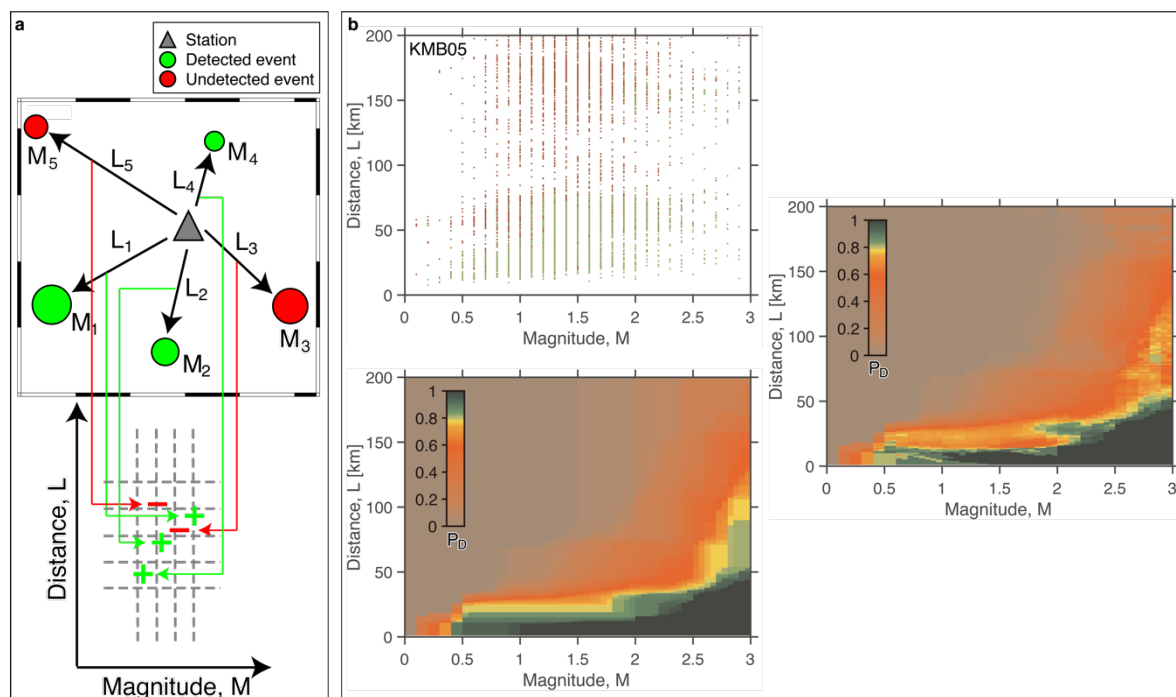 a
Station
Detected event
Undetected event
M5
L5
M4
L4
L1
L3
L2
M1
M2
M3
Distance, L
Magnitude, M
b
KMB05
Distance, L [km]
200
150
100
50
0
0 0.5 1 1.5 2 2.5 3
Magnitude, M
Distance, L [km]
200
150
100
50
0
1
0.8
0.6
0.4
0.2
0
PD
0 0.5 1 1.5 2 2.5 3
Magnitude, M
Distance, L [km]
200
150
100
50
0
1
0.8
0.6
0.4
0.2
0
PD
0 0.5 1 1.5 2 2.5 3
Magnitude, M